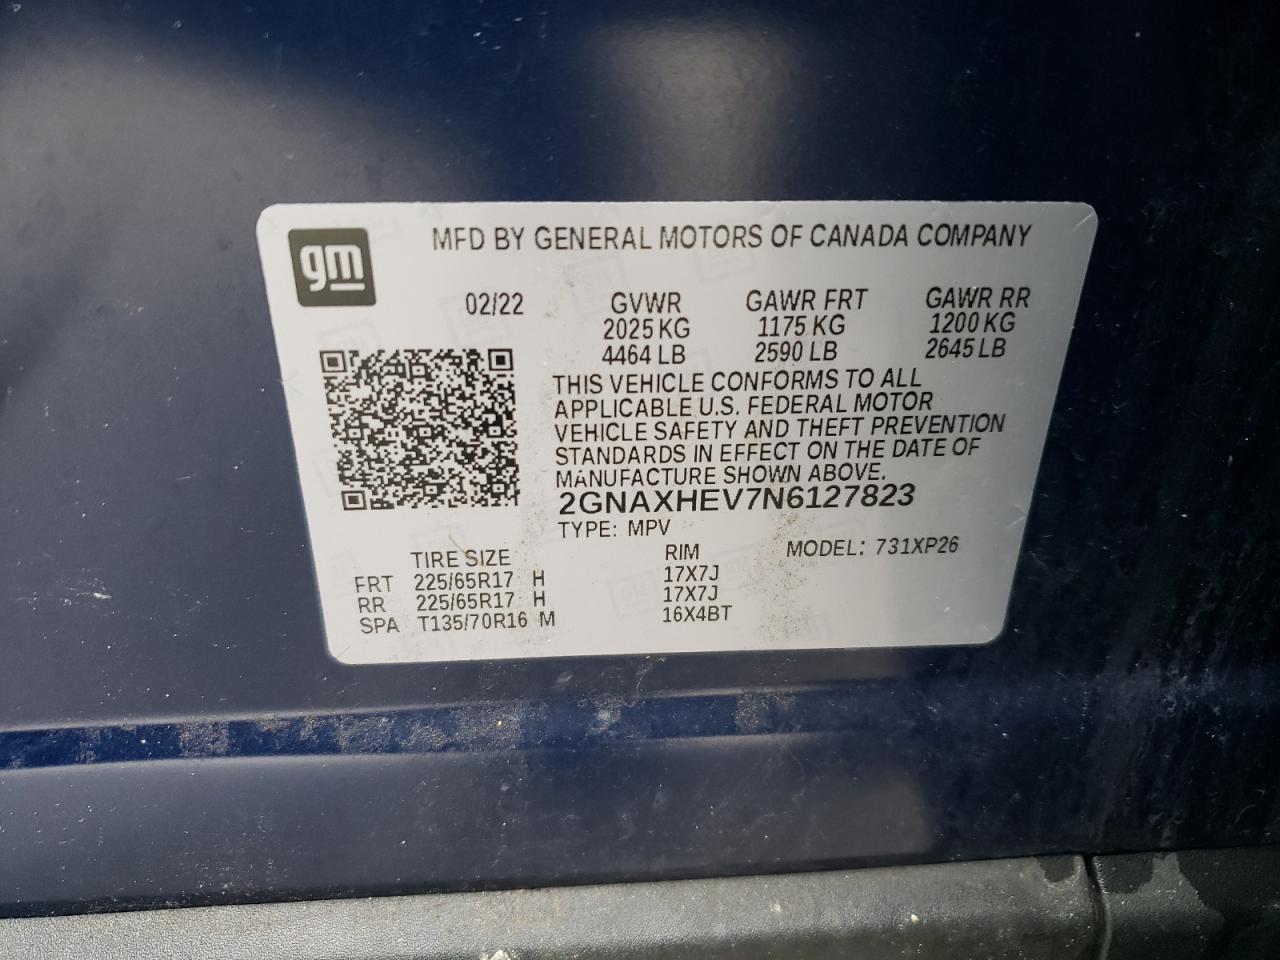 gm
MFD BY GENERAL MOTORS OF CANADA COMPANY
02/22 GVWR GAWR FRT GAWR RR
2025 KG 1175 KG 1200 KG
4464 LB 2590 LB 2645 LB
THIS VEHICLE CONFORMS TO ALL
APPLICABLE U.S. FEDERAL MOTOR
VEHICLE SAFETY AND THEFT PREVENTION
STANDARDS IN EFFECT ON THE DATE OF
MANUFACTURE SHOWN ABOVE.
2GNAXHEV7N6127823
TYPE: MPV
TIRE SIZE RIM MODEL: 731XP26
FRT 225/65R17 H 17X7J
RR 225/65R17 H 17X7J
SPA T135/70R16 M 16X4BT